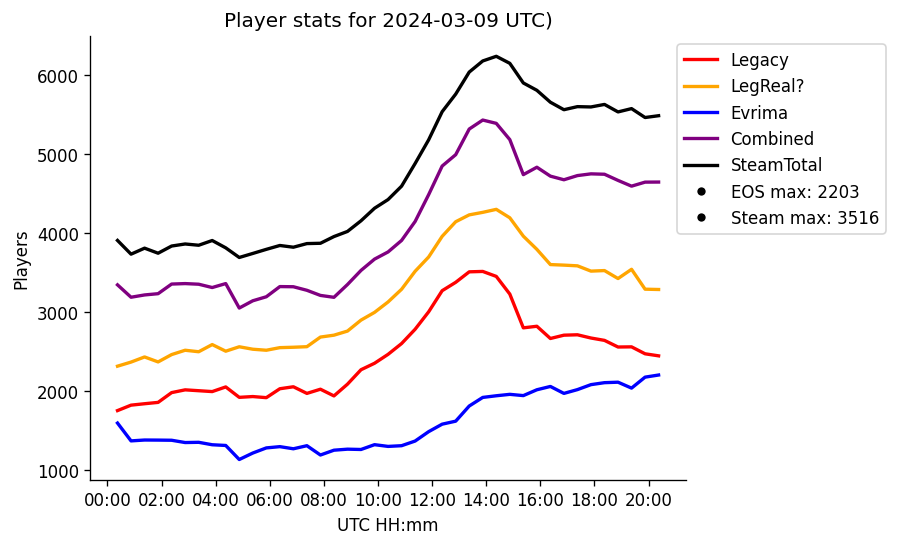 Player stats for 2024-03-09 UTC)
Players
6000
5000
4000
3000
2000
1000
00:00 02:00 04:00 06:00 08:00 10:00 12:00 14:00 16:00 18:00 20:00
UTC HH:mm
Legacy
LegReal?
Evrima
Combined
SteamTotal
EOS max: 2203
Steam max: 3516